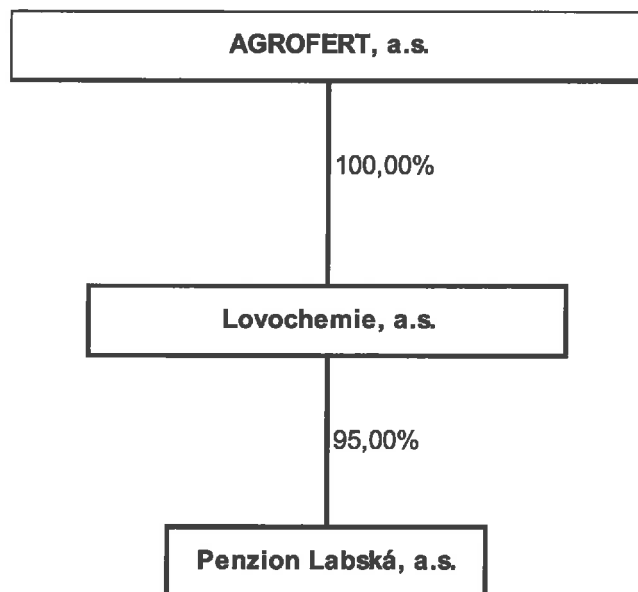 AGROFERT, a.s.
100,00%
Lovochemie, a.s.
95,00%
Penzion Labská, a.s.